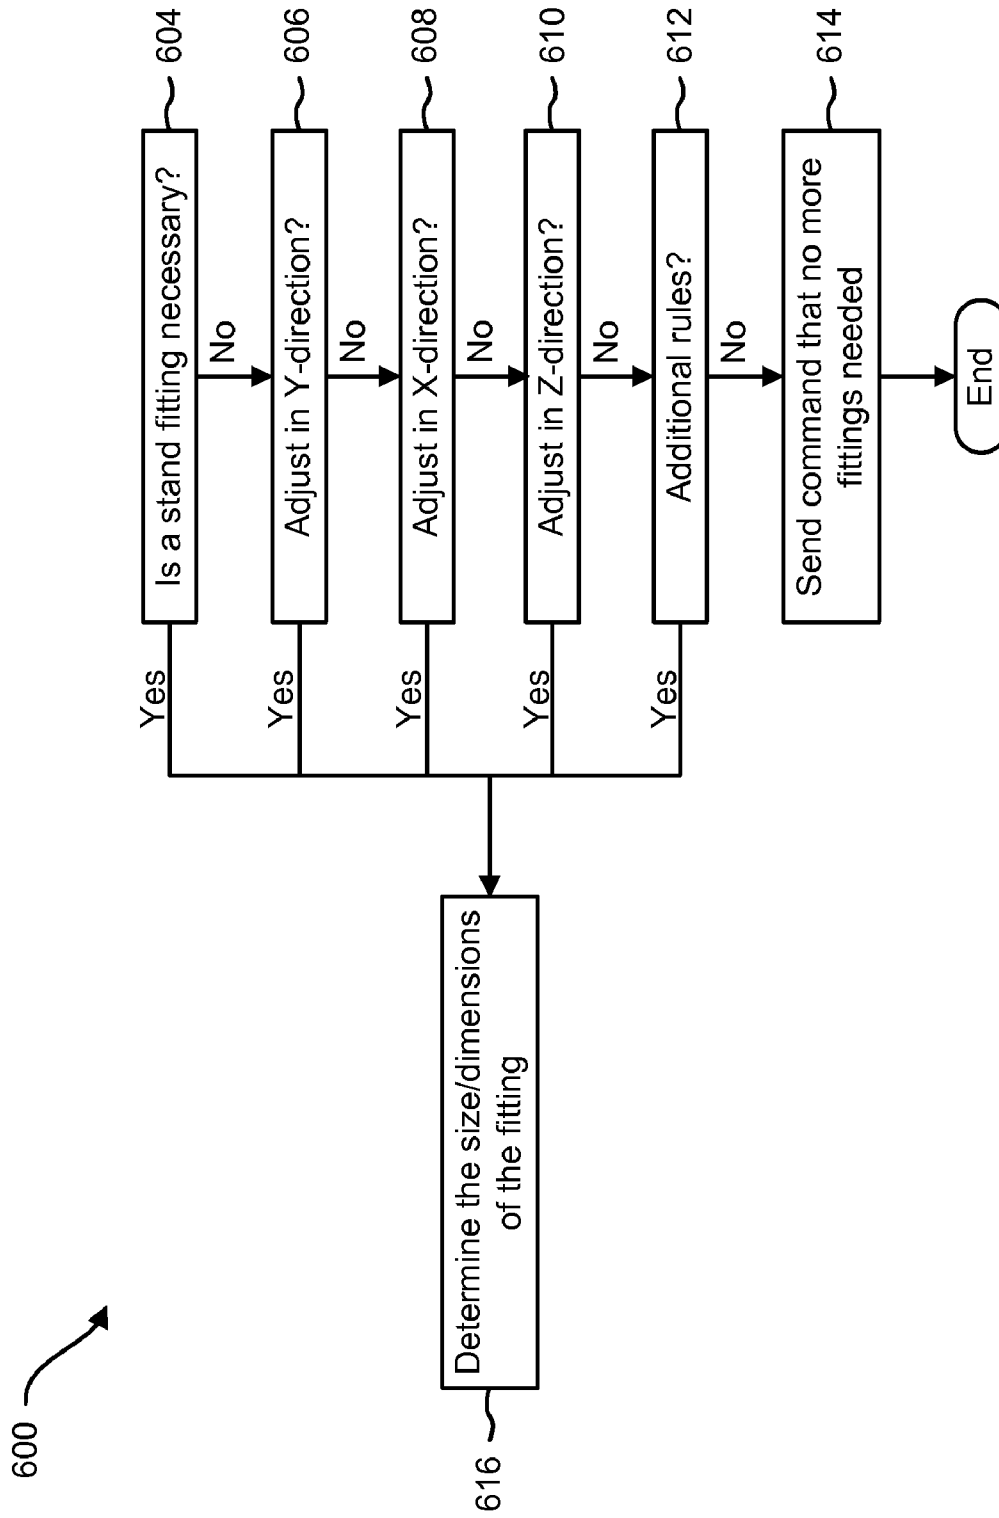 600
Is a stand fitting necessary?
604
Yes
No
Adjust in Y-direction?
606
Yes
No
Adjust in X-direction?
608
Yes
No
Adjust in Z-direction?
610
Yes
No
Additional rules?
612
Yes
No
Send command that no more
fittings needed
614
End
Determine the size/dimensions
of the fitting
616